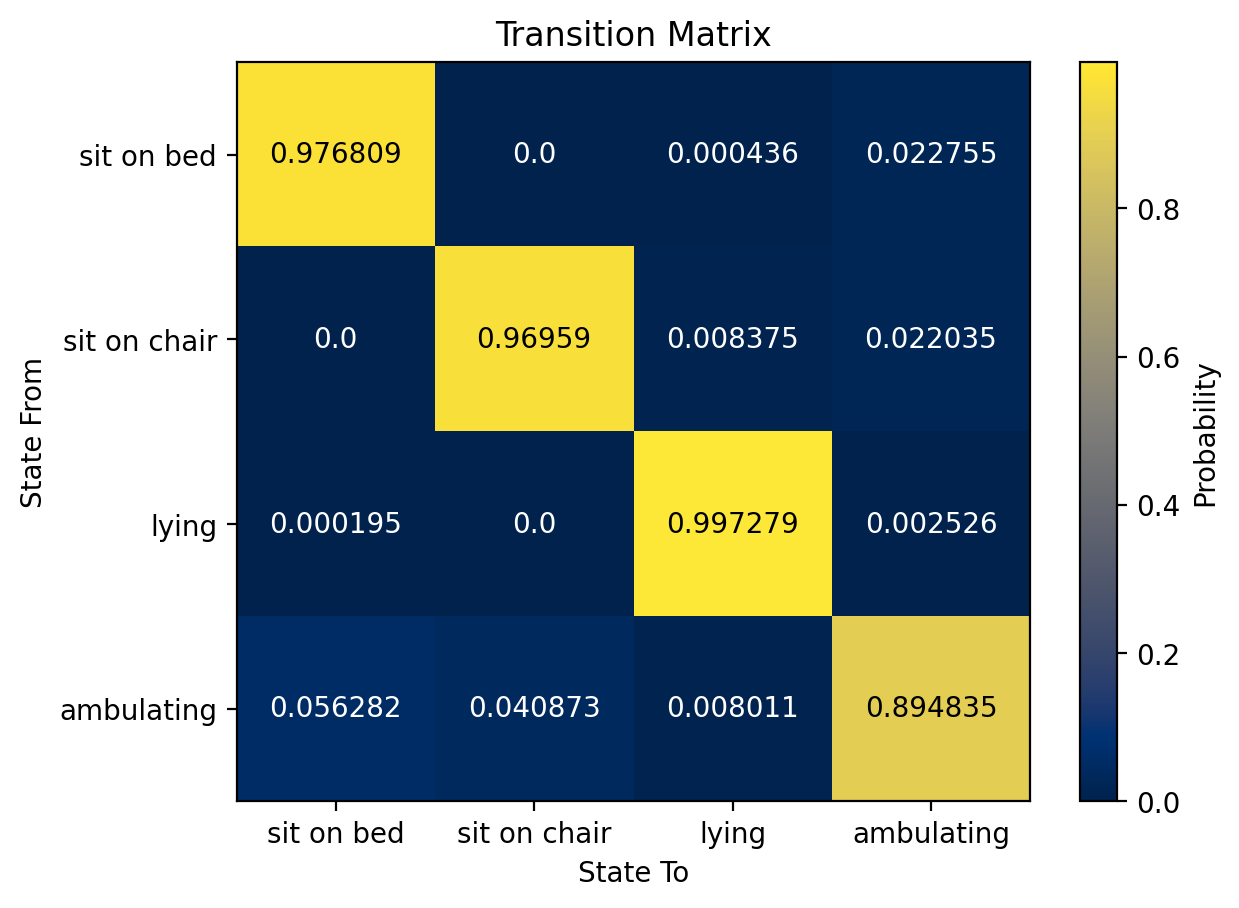 Transition Matrix
sit on bed 0.976809 0.0 0.000436 0.022755
sit on chair 0.0 0.96959 0.008375 0.022035
lying 0.000195 0.0 0.997279 0.002526
ambulating 0.056282 0.040873 0.008011 0.894835
sit on bed sit on chair lying ambulating
State To
State From
0.8
0.6
0.4
0.2
0.0
Probability